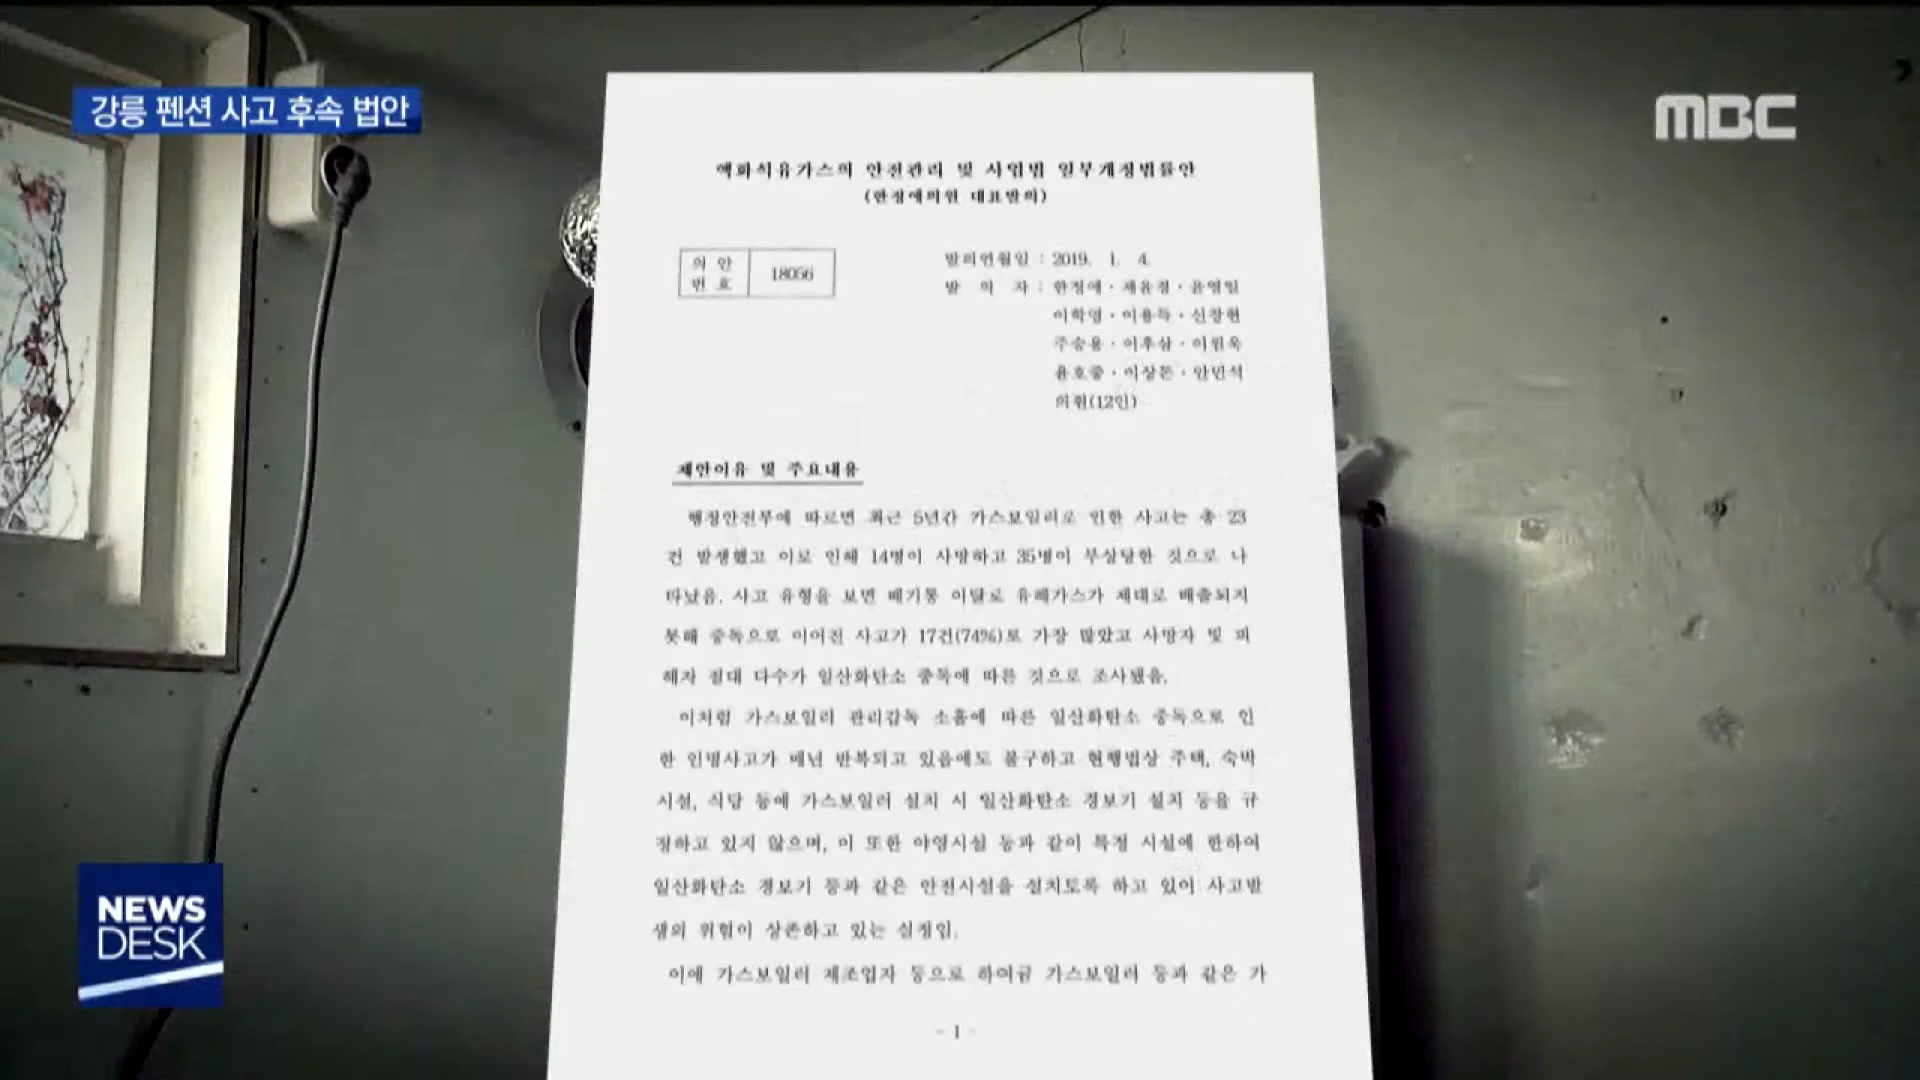 강릉 펜션 사고 후속 법안
MBC
액화석유가스의 안전관리 및 사업법 일부개정법률안
(한정애의원 대표발의)
의 안
번 호
18056
발의연월일 : 2019. 1. 4.
발 의 자 : 한정애ㆍ제윤경ㆍ윤영일
이학영ㆍ이용득ㆍ신창현
주승용ㆍ이후삼ㆍ이원욱
윤호중ㆍ이상돈ㆍ안민석
의원(12인)
제안이유 및 주요내용
행정안전부에 따르면 최근 5년간 가스보일러로 인한 사고는 총 23
건 발생했고 이로 인해 14명이 사망하고 35명이 부상당한 것으로 나
타났음. 사고 유형을 보면 배기통 이탈로 유해가스가 제대로 배출되지
못해 중독으로 이어진 사고가 17건(74%)로 가장 많았고 사망자 및 피
해자 절대 다수가 일산화탄소 중독에 따른 것으로 조사됐음.
이처럼 가스보일러 관리감독 소홀에 따른 일산화탄소 중독으로 인
한 인명사고가 매년 반복되고 있음에도 불구하고 현행법상 주택, 숙박
시설, 식당 등에 가스보일러 설치 시 일산화탄소 경보기 설치 등을 규
정하고 있지 않으며, 이 또한 야영시설 등과 같이 특정 시설에 한하여
일산화탄소 경보기 등과 같은 안전시설을 설치토록 하고 있어 사고발
생의 위험이 상존하고 있는 실정임.
이에 가스보일러 제조업자 등으로 하여금 가스보일러 등과 같은 가
- 1 -
NEWS
DESK